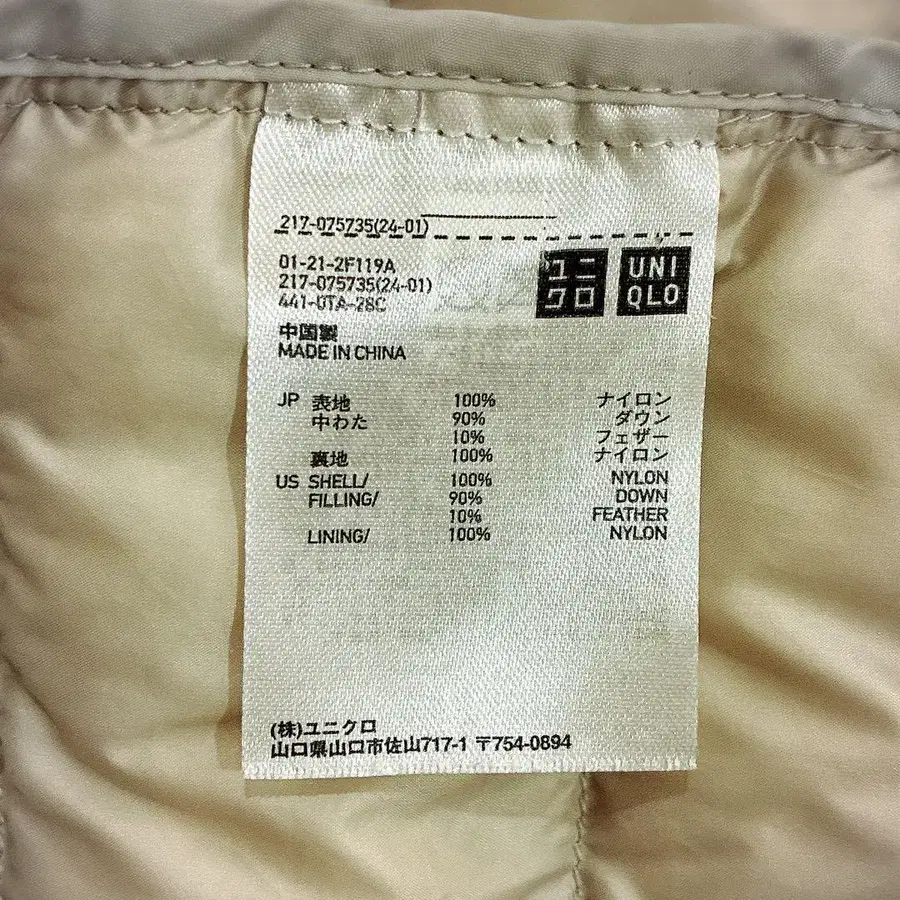 217-075735(24-01)
01-21-2F119A
217-075735(24-01)
441-0TA-28C
ユニクロ
UNIQLO
中国製
MADE IN CHINA
JP 表地 100% ナイロン
中わた 90% ダウン
10% フェザー
裏地 100% ナイロン
US SHELL/ 100% NYLON
FILLING/ 90% DOWN
10% FEATHER
LINING/ 100% NYLON
(株)ユニクロ
山口県山口市佐山717-1 〒754-0894